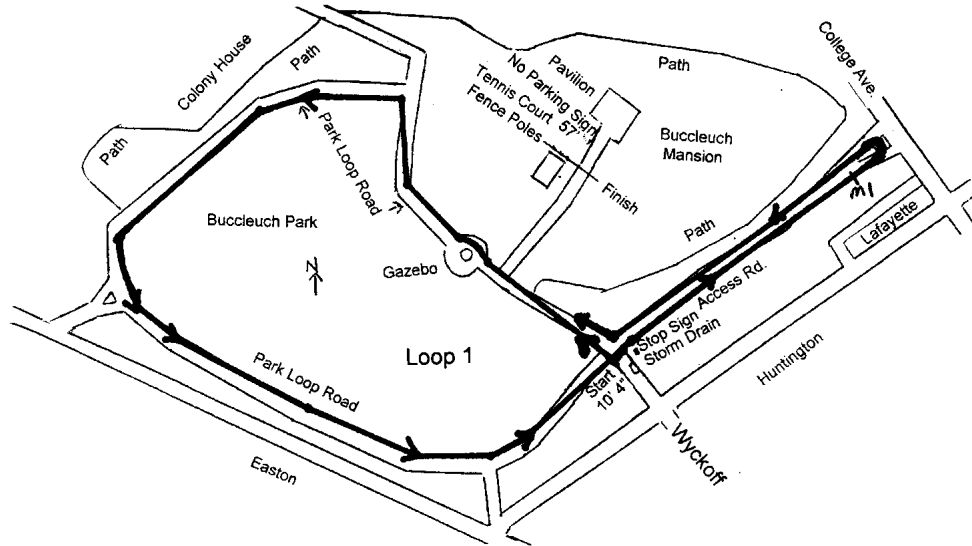 College Ave.
Colony House
Path
Path
Path
Pavilion
No Parking Sign
Tennis Court 57'
Fence Poles
Finish
Buccleuch
Mansion
Park Loop Road
Buccleuch Park
N
Gazebo
Path
Lafayette
Loop 1
Park Loop Road
Start
10' 4"
Stop Sign Access Rd.
Storm Drain
Huntington
Wyckoff
Easton